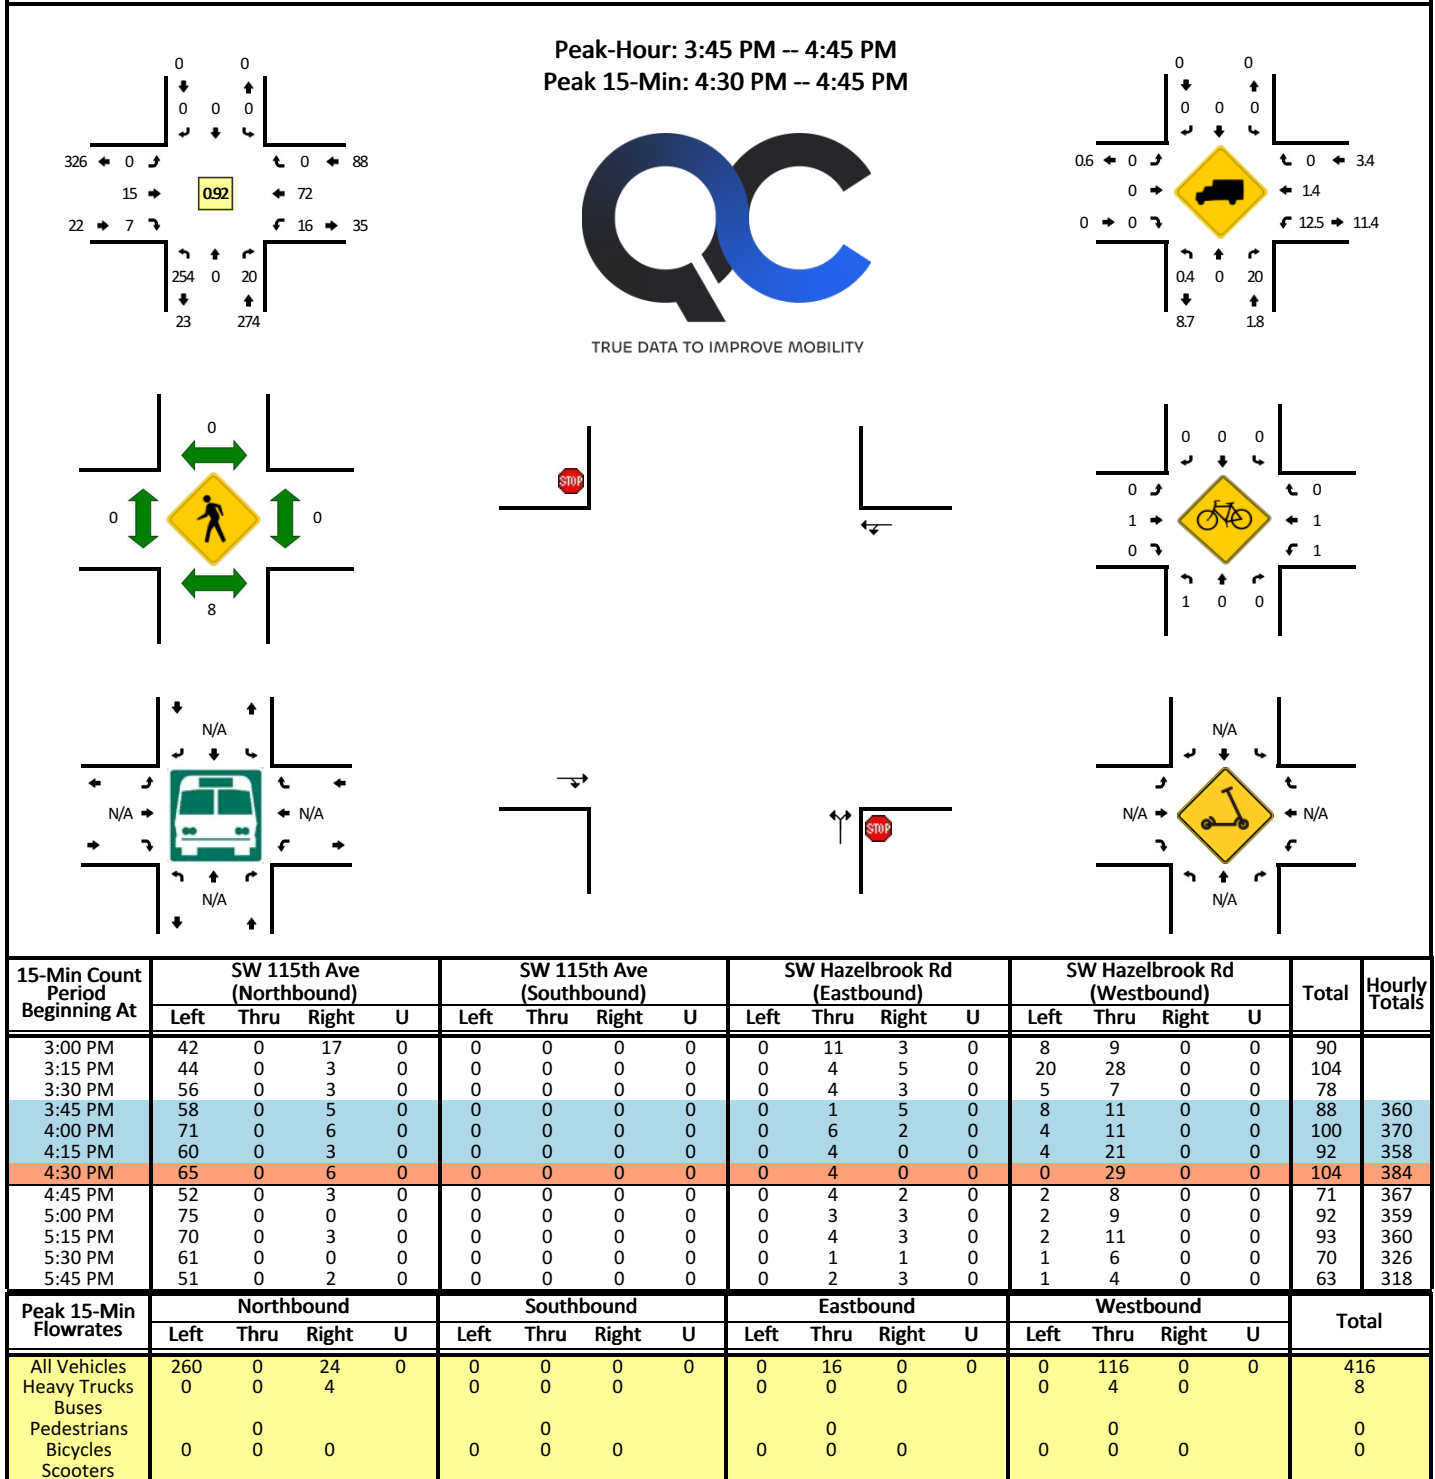 Peak-Hour: 3:45 PM -- 4:45 PM
Peak 15-Min: 4:30 PM -- 4:45 PM
0 0
0 0 0
326 0 0 88
15 0.92 72
22 7 16 35
254 0 20
23 274
QC
TRUE DATA TO IMPROVE MOBILITY
0 0
0 0 0
0.6 0 0 3.4
0 1.4
0 0 12.5 11.4
0.4 0 20
8.7 1.8
0
0 0
8
STOP
0 0 0
0 0
1 1
0 1
1 0 0
N/A
N/A N/A
N/A
STOP
N/A
N/A N/A
N/A
15-Min Count Period Beginning At SW 115th Ave (Northbound) SW 115th Ave (Southbound) SW Hazelbrook Rd (Eastbound) SW Hazelbrook Rd (Westbound) Total Hourly Totals
Left Thru Right U Left Thru Right U Left Thru Right U Left Thru Right U
3:00 PM 42 0 17 0 0 0 0 0 0 11 3 0 8 9 0 0 90
3:15 PM 44 0 3 0 0 0 0 0 0 4 5 0 20 28 0 0 104
3:30 PM 56 0 3 0 0 0 0 0 0 4 3 0 5 7 0 0 78
3:45 PM 58 0 5 0 0 0 0 0 0 1 5 0 8 11 0 0 88 360
4:00 PM 71 0 6 0 0 0 0 0 0 6 2 0 4 11 0 0 100 370
4:15 PM 60 0 3 0 0 0 0 0 0 4 0 0 4 21 0 0 92 358
4:30 PM 65 0 6 0 0 0 0 0 0 4 0 0 0 29 0 0 104 384
4:45 PM 52 0 3 0 0 0 0 0 0 4 2 0 2 8 0 0 71 367
5:00 PM 75 0 0 0 0 0 0 0 0 3 3 0 2 9 0 0 92 359
5:15 PM 70 0 3 0 0 0 0 0 0 4 3 0 2 11 0 0 93 360
5:30 PM 61 0 0 0 0 0 0 0 0 1 1 0 1 6 0 0 70 326
5:45 PM 51 0 2 0 0 0 0 0 0 2 3 0 1 4 0 0 63 318
Peak 15-Min Flowrates Northbound Southbound Eastbound Westbound Total
Left Thru Right U Left Thru Right U Left Thru Right U Left Thru Right U
All Vehicles 260 0 24 0 0 0 0 0 0 16 0 0 0 116 0 0 416
Heavy Trucks 0 0 4 0 0 0 0 0 0 0 4 0 8
Buses
Pedestrians 0 0 0 0 0
Bicycles 0 0 0 0 0 0 0 0 0 0 0 0 0
Scooters